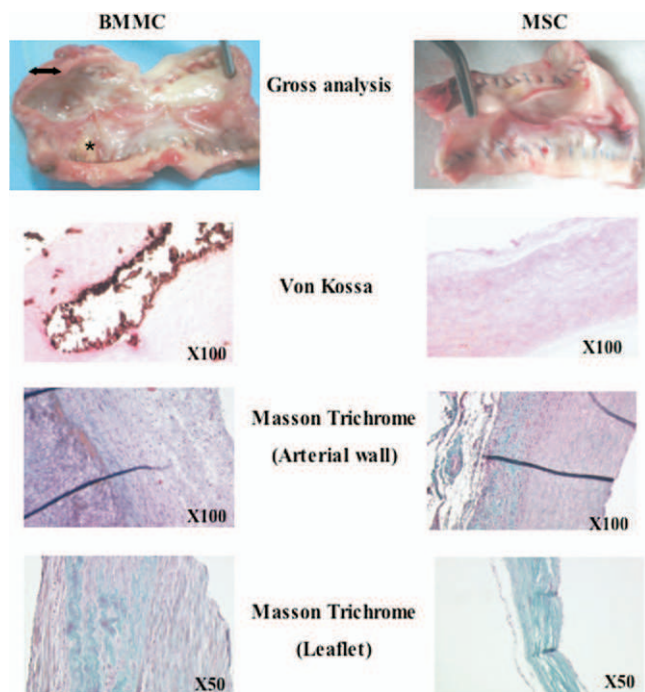 BMMC
MSC
Gross analysis
*
Von Kossa
X100
X100
Masson Trichrome
(Arterial wall)
X100
X100
Masson Trichrome
(Leaflet)
X50
X50